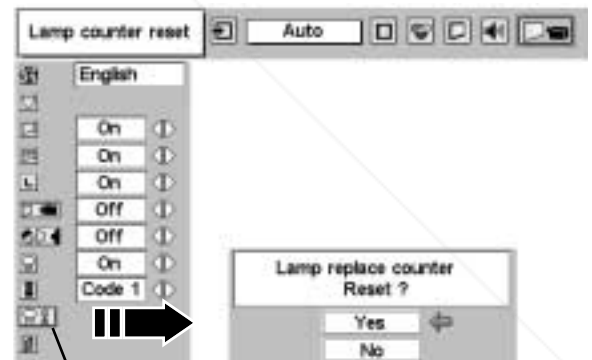 Lamp counter reset
Auto
English
On
On
On
Off
Off
On
Code 1
Lamp replace counter
Reset ?
Yes
No